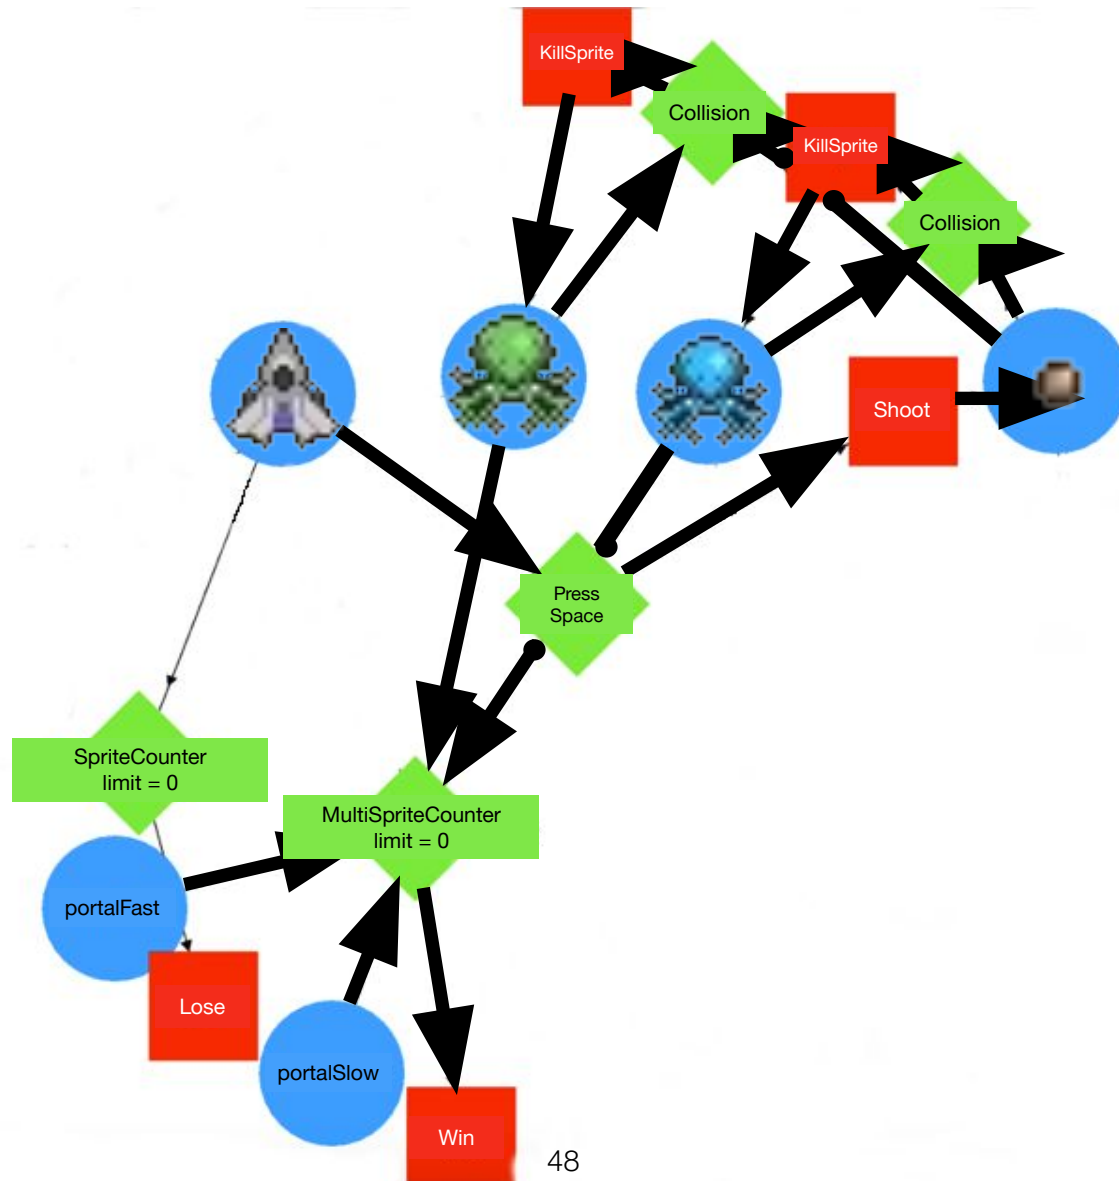 KillSprite
Collision
KillSprite
Collision
Shoot
Press
Space
SpriteCounter
limit = 0
MultiSpriteCounter
limit = 0
portalFast
Lose
portalSlow
Win
48